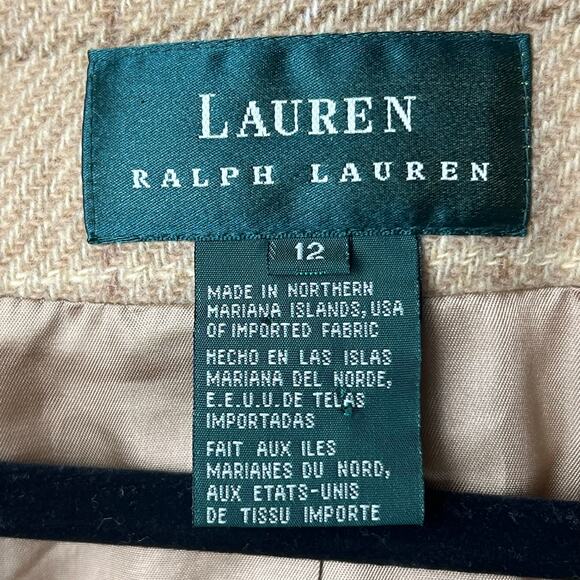 LAUREN
RALPH LAUREN
12
MADE IN NORTHERN
MARIANA ISLANDS, USA
OF IMPORTED FABRIC
HECHO EN LAS ISLAS
MARIANA DEL NORDE,
E.E.U.U.DE TELAS
IMPORTADAS
FAIT AUX ILES
MARIANES DU NORD,
AUX ETATS-UNIS
DE TISSU IMPORTE